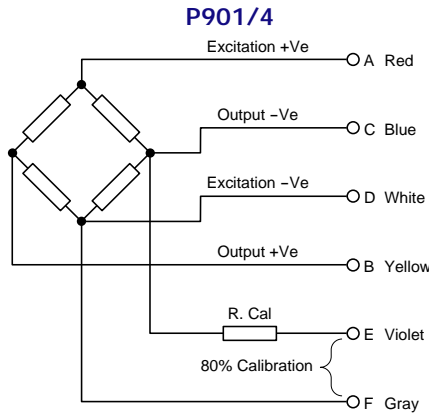 P901/4
Excitation +Ve
A Red
Output –Ve
C Blue
Excitation –Ve
D White
Output +Ve
B Yellow
R. Cal
E Violet
80% Calibration
F Gray